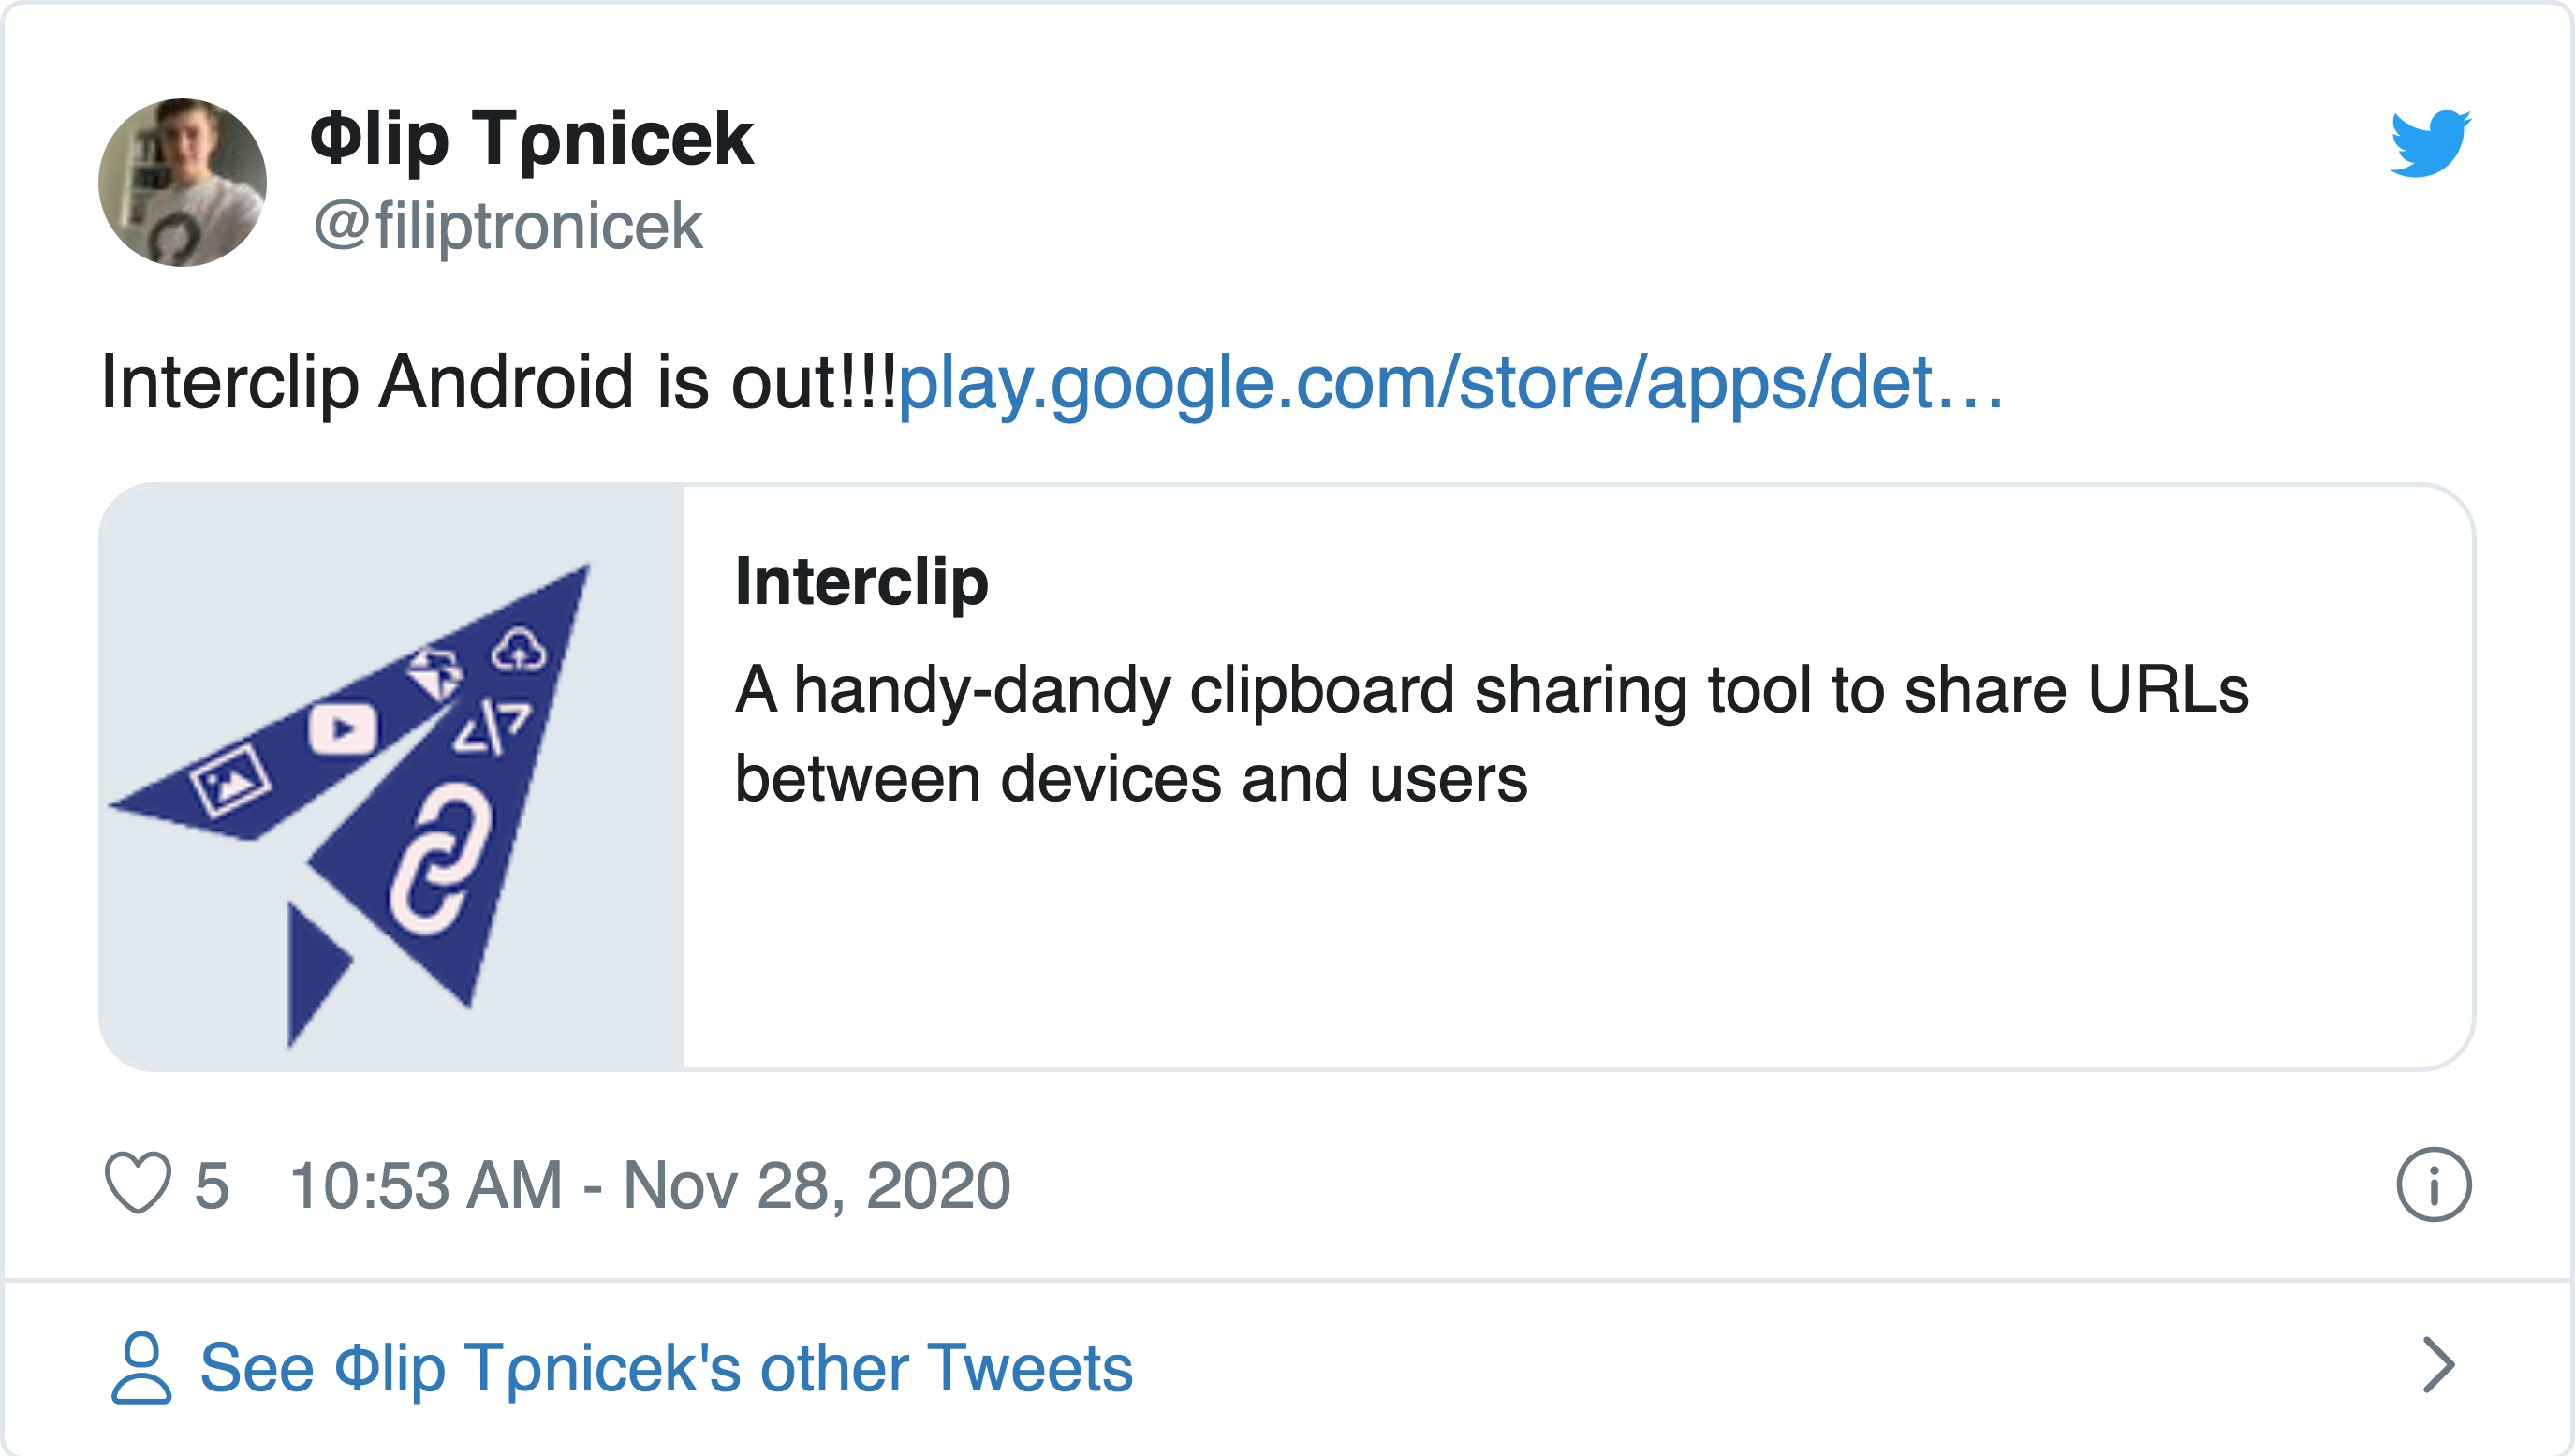 Φlip Tρnicek
@filiptronicek
Interclip Android is out!!!play.google.com/store/apps/det…
Interclip
A handy-dandy clipboard sharing tool to share URLs
between devices and users
5 10:53 AM - Nov 28, 2020
See Φlip Tρnicek's other Tweets